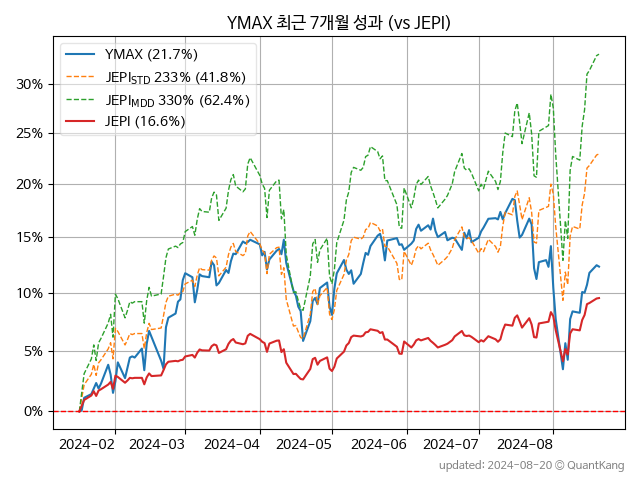 YMAX 최근 7개월 성과 (vs JEPI)
YMAX (21.7%)
JEPISTD 233% (41.8%)
JEPIMDD 330% (62.4%)
JEPI (16.6%)
30%
25%
20%
15%
10%
5%
0%
2024-02 2024-03 2024-04 2024-05 2024-06 2024-07 2024-08
updated: 2024-08-20 © QuantKang